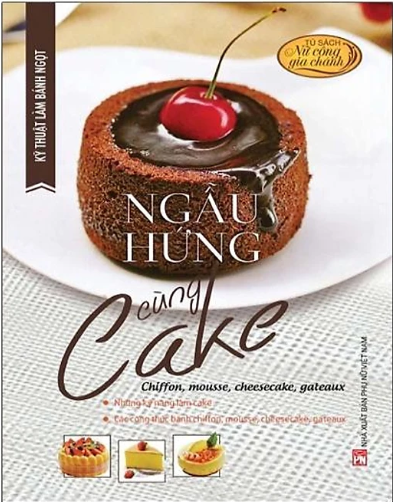 TỦ SÁCH
Nữ công
gia chánh
KỸ THUẬT LÀM BÁNH NGỌT
NGẪU
HỨNG
cùng
Cake
Chiffon, mousse, cheesecake, gateaux
Những kỹ năng làm cake
Các công thức bánh chiffon, mousse, cheesecake, gateaux
PN
NHÀ XUẤT BẢN PHỤ NỮ VIỆT NAM